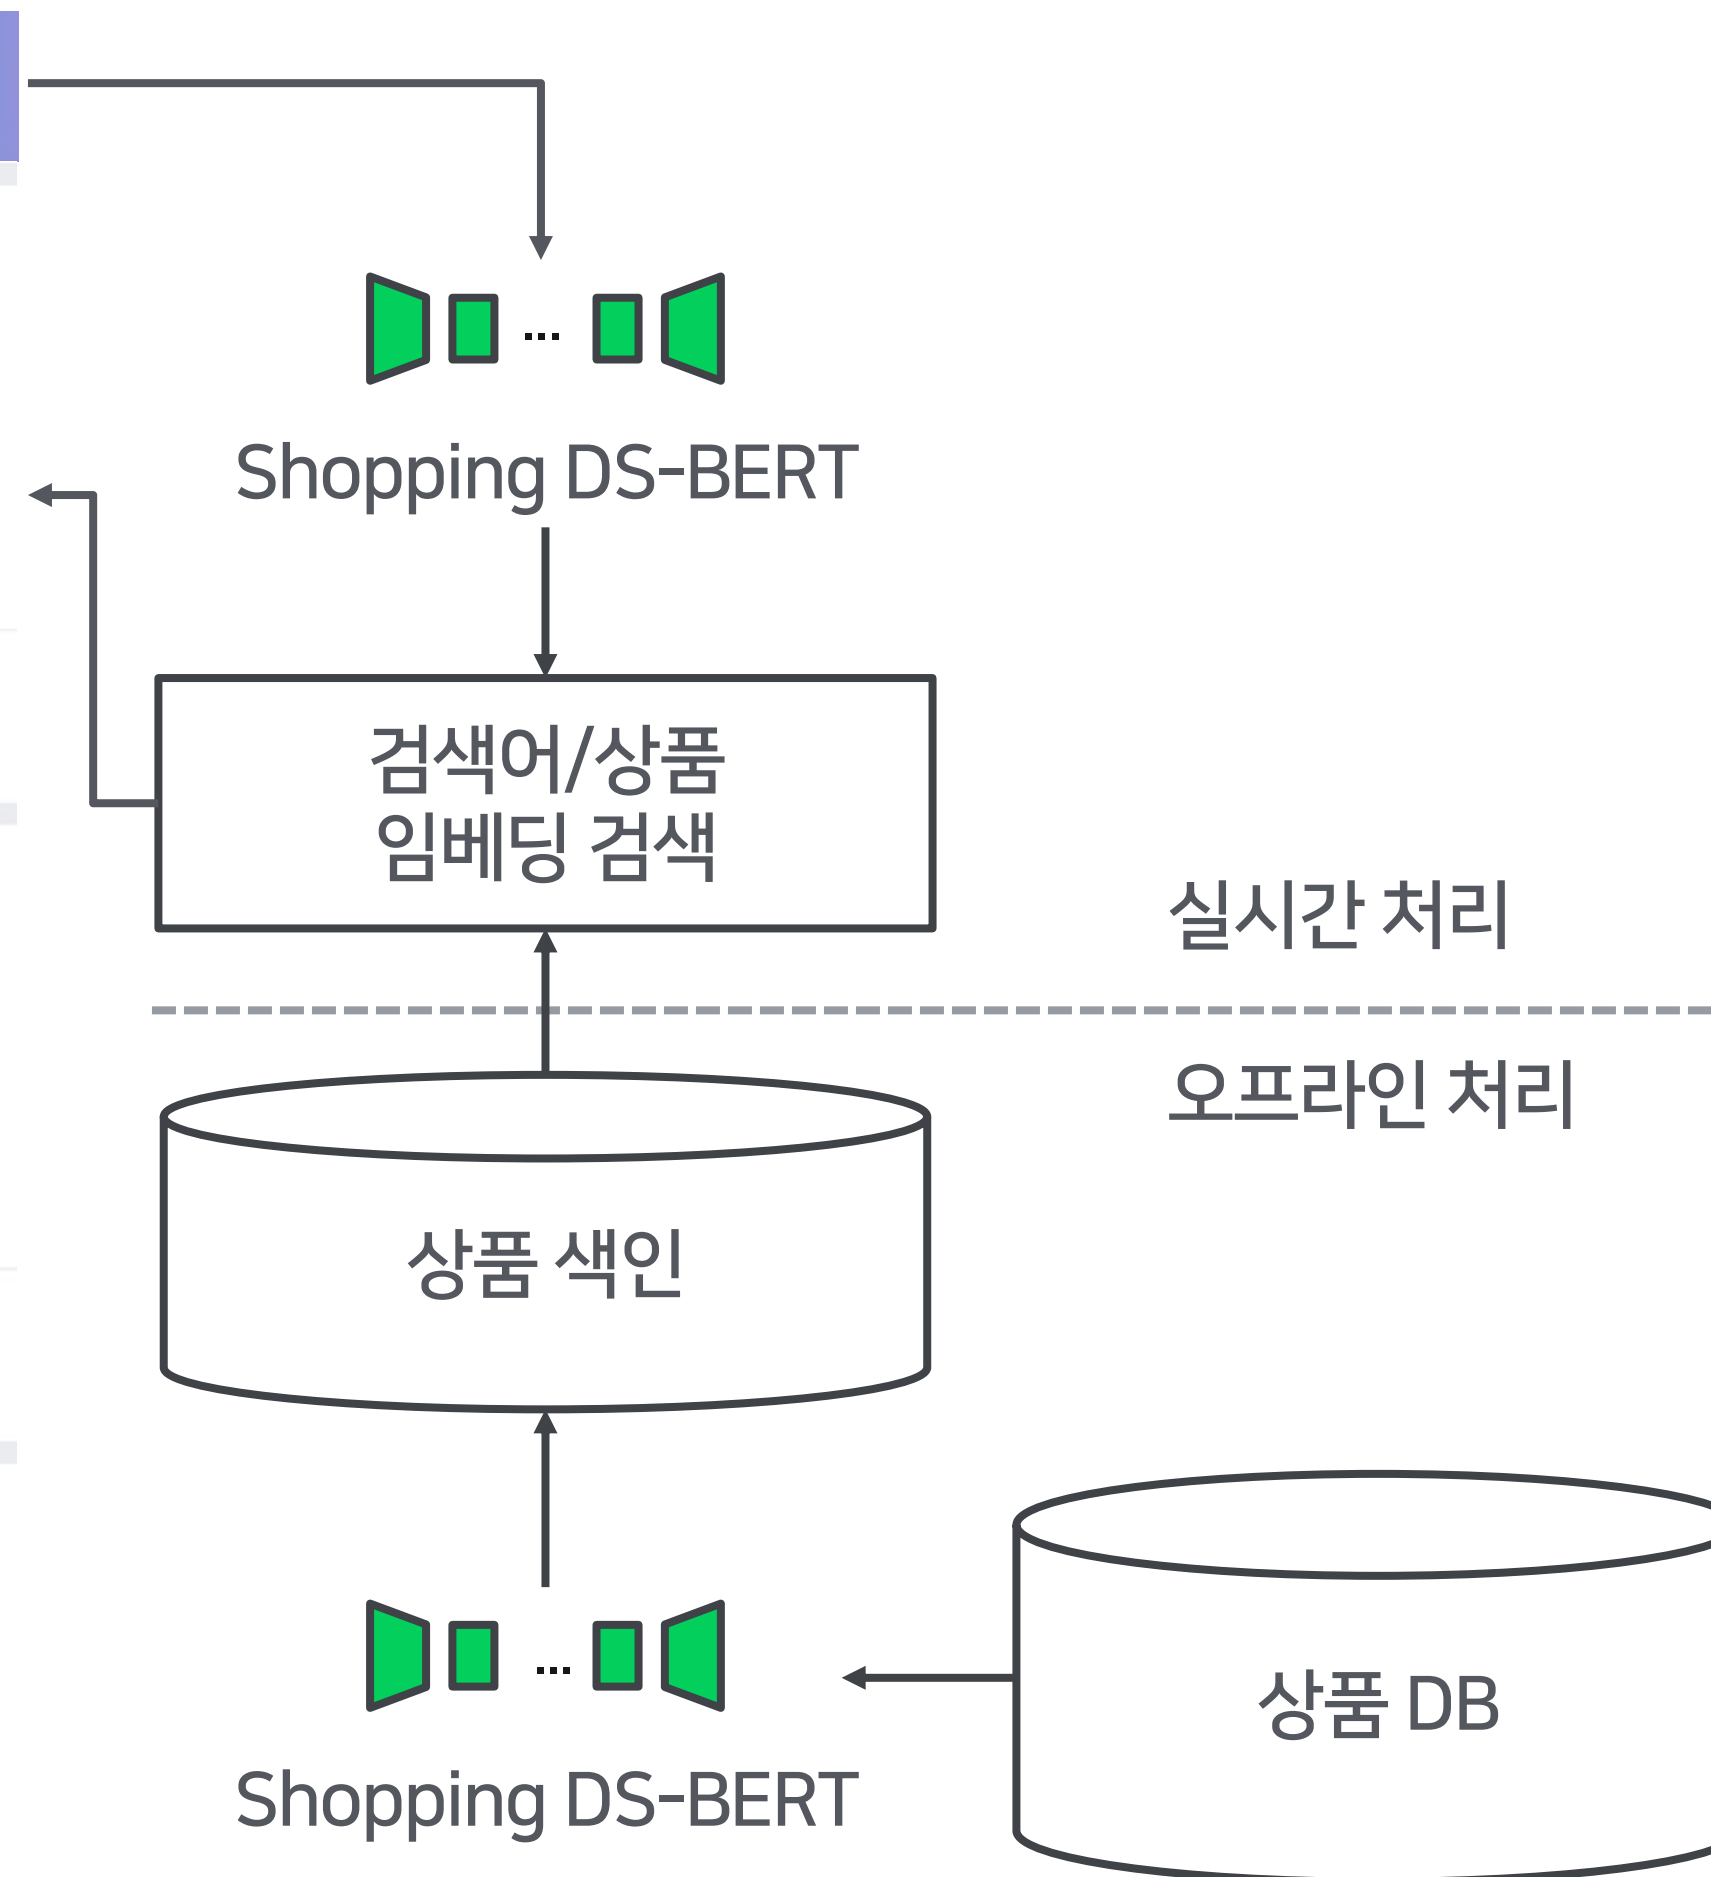 Shopping DS-BERT
검색어/상품
임베딩 검색
실시간 처리
오프라인 처리
상품 색인
상품 DB
Shopping DS-BERT